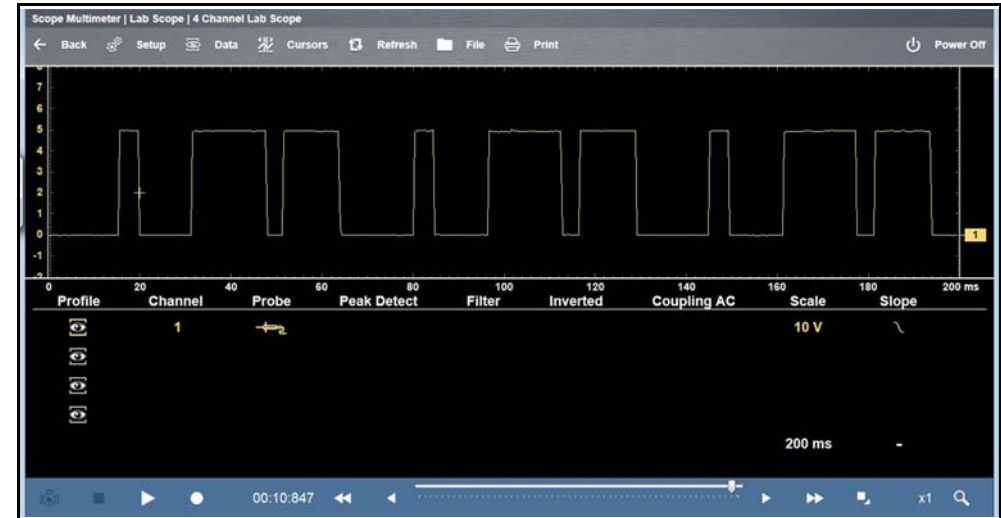 Scope Multimeter | Lab Scope | 4 Channel Lab Scope
Back Setup Data Cursors Refresh File Print Power Off
7
6
5
4
3
2
1
0 1
-1
0 20 40 60 80 100 120 140 160 180 200 ms
Profile Channel Probe Peak Detect Filter Inverted Coupling AC Scale Slope
1 10 V
200 ms -
00:10:847 x1